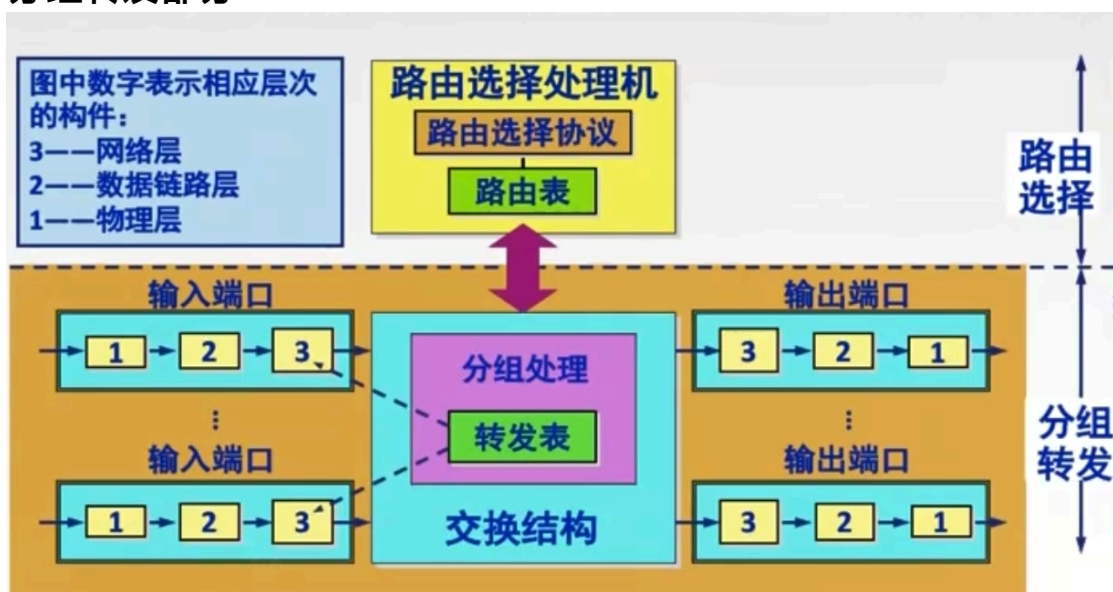 图中数字表示相应层次
的构件：
3——网络层
2——数据链路层
1——物理层
路由选择处理机
路由选择协议
路由表
路由
选择
输入端口
1
2
3
输入端口
1
2
3
分组处理
转发表
交换结构
输出端口
3
2
1
输出端口
3
2
1
分组
转发